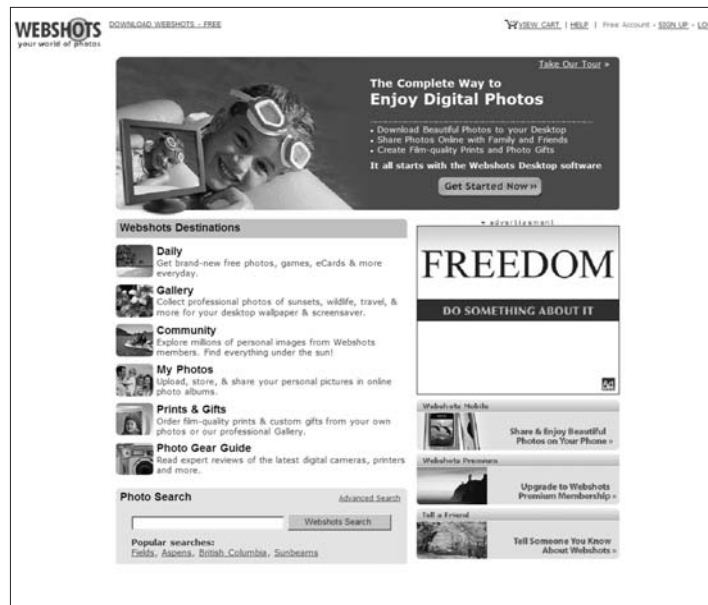 WEBSHOTS
your world of photos
DOWNLOAD WEBSHOTS - FREE
VIEW CART | HELP | Free Account - SIGN UP - LO
Take Our Tour »
The Complete Way to
Enjoy Digital Photos
• Download Beautiful Photos to your Desktop
• Share Photos Online with Family and Friends
• Create Film-quality Prints and Photo Gifts
It all starts with the Webshots Desktop software
Get Started Now »
Webshots Destinations
Daily
Get brand-new free photos, games, eCards & more
everyday.
Gallery
Collect professional photos of sunsets, wildlife, travel, &
more for your desktop wallpaper & screensaver.
Community
Explore millions of personal images from Webshots
members. Find everything under the sun!
My Photos
Upload, store, & share your personal pictures in online
photo albums.
Prints & Gifts
Order film-quality prints & custom gifts from your own
photos or our professional Gallery.
Photo Gear Guide
Read expert reviews of the latest digital cameras, printers
and more.
Photo Search
Advanced Search
Webshots Search
Popular searches:
Fields, Aspens, British Columbia, Sunbeams
advertisement
FREEDOM
DO SOMETHING ABOUT IT
Webshots Mobile
Share & Enjoy Beautiful
Photos on Your Phone »
Webshots Premium
Upgrade to Webshots
Premium Membership »
Tell a Friend
Tell Someone You Know
About Webshots »